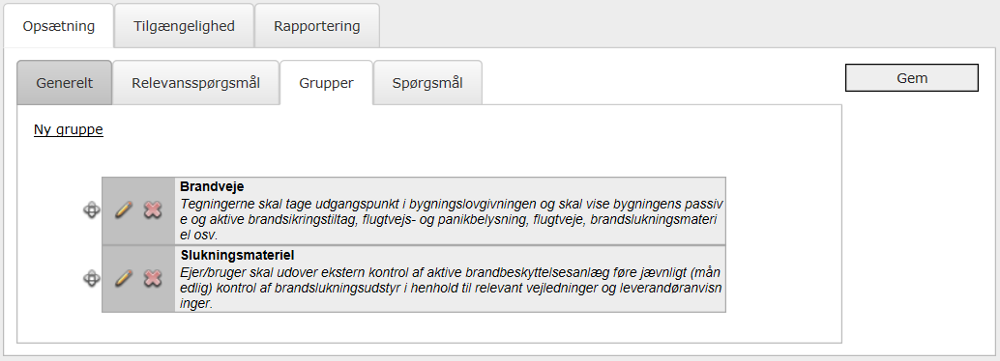 Opsætning Tilgængelighed Rapportering
Generelt Relevansspørgsmål Grupper Spørgsmål Gem
Ny gruppe
Brandveje
Tegningerne skal tage udgangspunkt i bygningslovgivningen og skal vise bygningens passiv
e og aktive brandsikringstiltag, flugtvejs- og panikbelysning, flugtveje, brandslukningsmateri
el osv.
Slukningsmateriel
Ejer/bruger skal udover ekstern kontrol af aktive brandbeskyttelsesanlæg føre jævnligt (mån
edlig) kontrol af brandslukningsudstyr i henhold til relevant vejledninger og leverandøranvisn
inger.